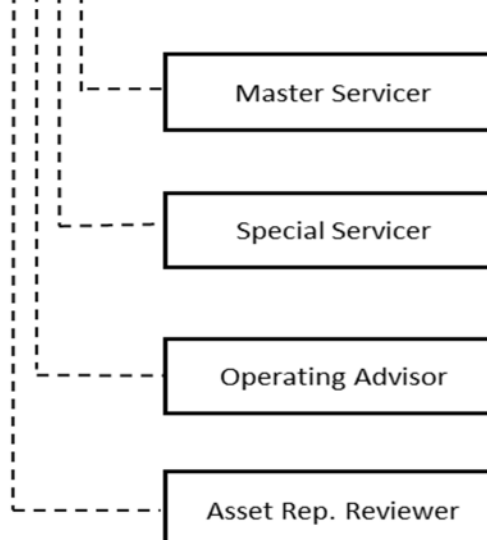 Master Servicer
Special Servicer
Operating Advisor
Asset Rep. Reviewer